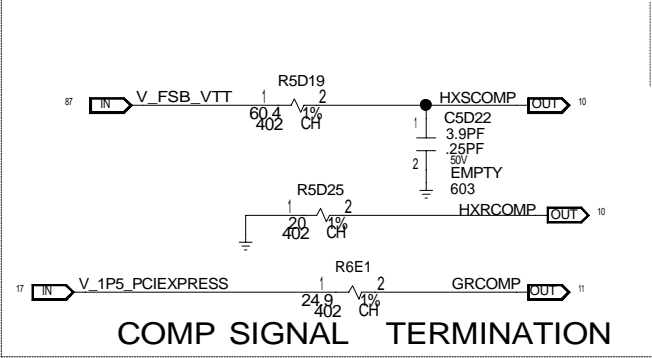 R5D19
87 IN V_FSB_VTT 1 2 HXSCOMP OUT 10
60.4 1%
402 CH
1 C5D22
3.9PF
.25PF
2 50V
EMPTY
603
R5D25
1 2 HXRCOMP OUT 10
20 1%
402 CH
R6E1
17 IN V_1P5_PCIEXPRESS 1 2 GRCOMP OUT 11
24.9 1%
402 CH
COMP SIGNAL TERMINATION